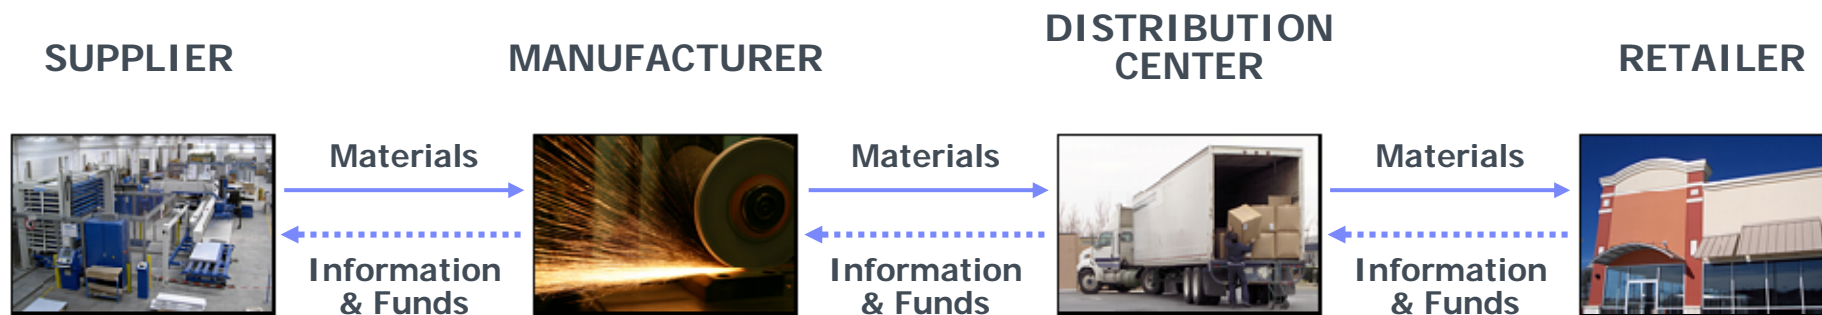 SUPPLIER
MANUFACTURER
DISTRIBUTION
CENTER
RETAILER
Materials
Information
& Funds
Materials
Information
& Funds
Materials
Information
& Funds